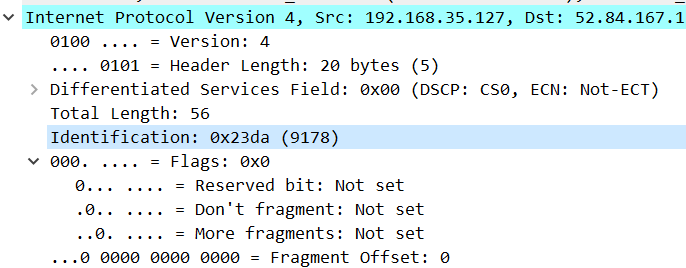 Internet Protocol Version 4, Src: 192.168.35.127, Dst: 52.84.167.1
0100 .... = Version: 4
.... 0101 = Header Length: 20 bytes (5)
Differentiated Services Field: 0x00 (DSCP: CS0, ECN: Not-ECT)
Total Length: 56
Identification: 0x23da (9178)
000. .... = Flags: 0x0
0... .... = Reserved bit: Not set
.0.. .... = Don't fragment: Not set
..0. .... = More fragments: Not set
...0 0000 0000 0000 = Fragment Offset: 0